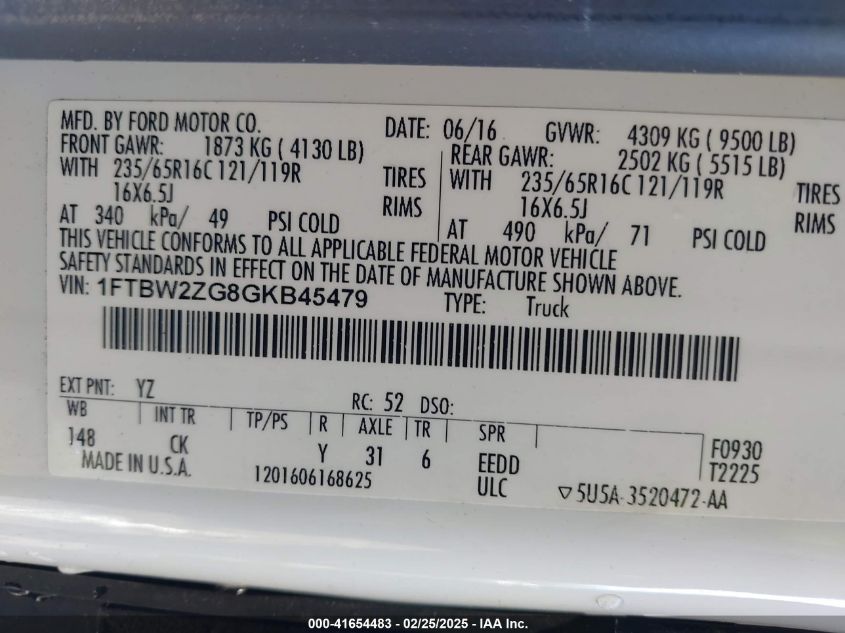 MFD. BY FORD MOTOR CO. DATE: 06/16 GVWR: 4309 KG ( 9500 LB)
FRONT GAWR: 1873 KG ( 4130 LB) REAR GAWR: 2502 KG ( 5515 LB)
WITH 235/65R16C 121/119R TIRES WITH 235/65R16C 121/119R TIRES
16X6.5J RIMS 16X6.5J RIMS
AT 340 kPa/ 49 PSI COLD AT 490 kPa/ 71 PSI COLD
THIS VEHICLE CONFORMS TO ALL APPLICABLE FEDERAL MOTOR VEHICLE
SAFETY STANDARDS IN EFFECT ON THE DATE OF MANUFACTURE SHOWN ABOVE.
VIN: 1FTBW2ZG8GKB45479 TYPE: Truck
EXT PNT: YZ RC: 52 DSO:
WB INT TR TP/PS R AXLE TR SPR
148 CK Y 31 6 EEDD F0930
MADE IN U.S.A. 1201606168625 ULC T2225
▽5U5A-3520472-AA
000-41654483 - 02/25/2025 - IAA Inc.